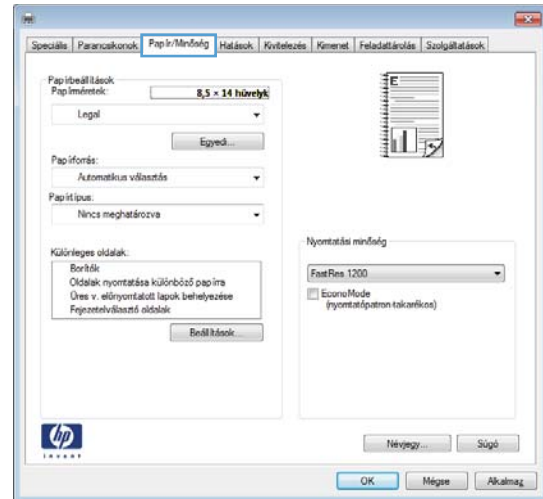 Speciális Parancsikonok Papír/Minőség Hatások Kivitelezés Kimenet Feladattárolás Szolgáltatások
Papírbeállítások
Papírméretek: 8,5 × 14 hüvelyk
Legal
Egyedi...
Papírforrás:
Automatikus választás
Papírtípus:
Nincs meghatározva
Különleges oldalak:
Borítók
Oldalak nyomtatása különböző papírra
Üres v. előnyomtatott lapok behelyezése
Fejezetelválasztó oldalak
Beállítások...
E
Nyomtatási minőség
FastRes 1200
EconoMode
(nyomtatópatron-takarékos)
hp
invent
Névjegy... Súgó
OK Mégse Alkalmaz